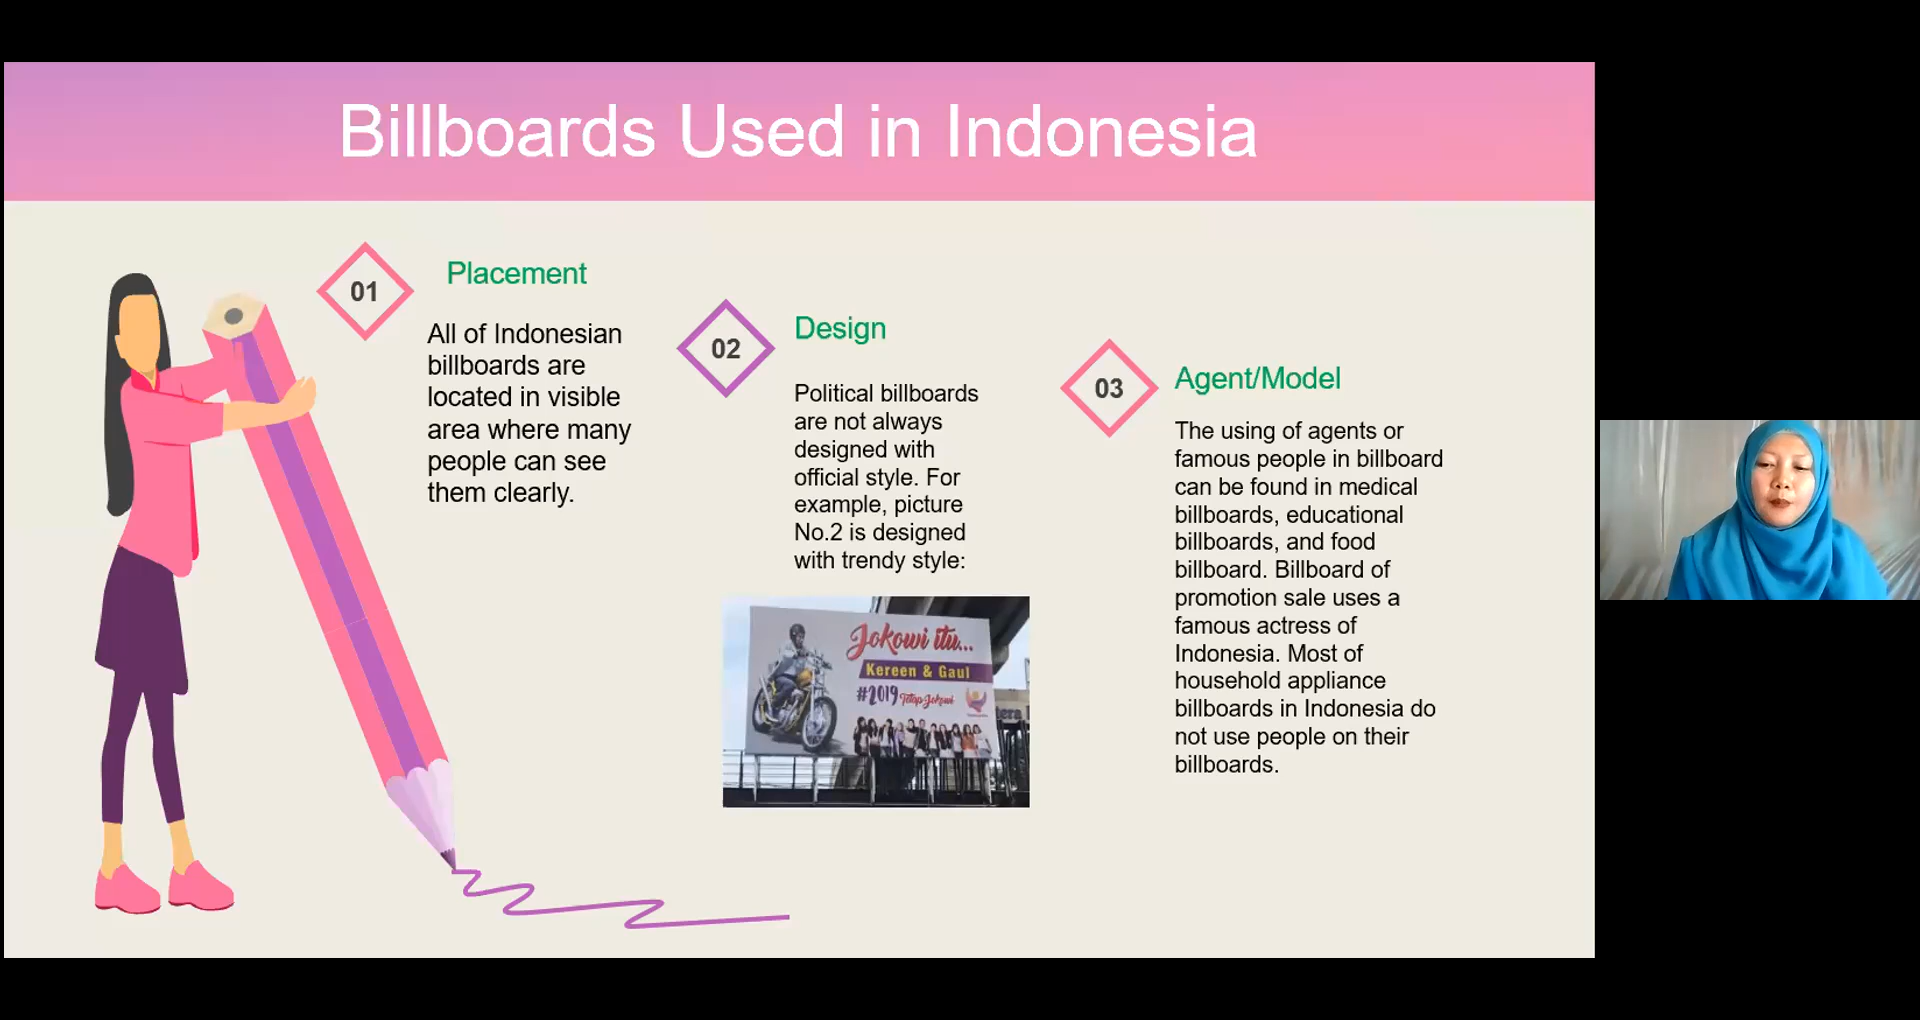 Billboards Used in Indonesia
01
Placement
All of Indonesian
billboards are
located in visible
area where many
people can see
them clearly.
02
Design
Political billboards
are not always
designed with
official style. For
example, picture
No.2 is designed
with trendy style:
Jokowi itu...
Kereen & Gaul
#2019 Tetap Jokowi
tera
03
Agent/Model
The using of agents or
famous people in billboard
can be found in medical
billboards, educational
billboards, and food
billboard. Billboard of
promotion sale uses a
famous actress of
Indonesia. Most of
household appliance
billboards in Indonesia do
not use people on their
billboards.